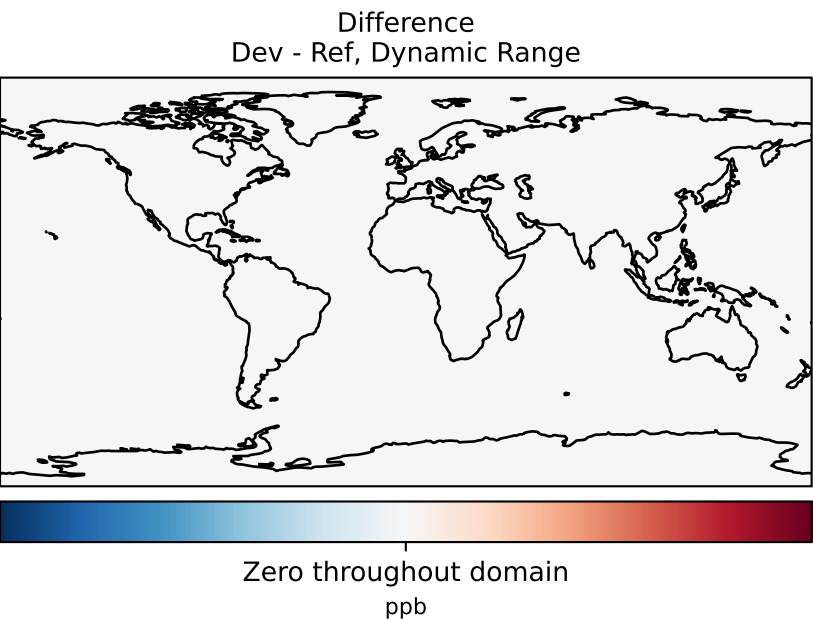 Difference
Dev - Ref, Dynamic Range
Zero throughout domain
ppb